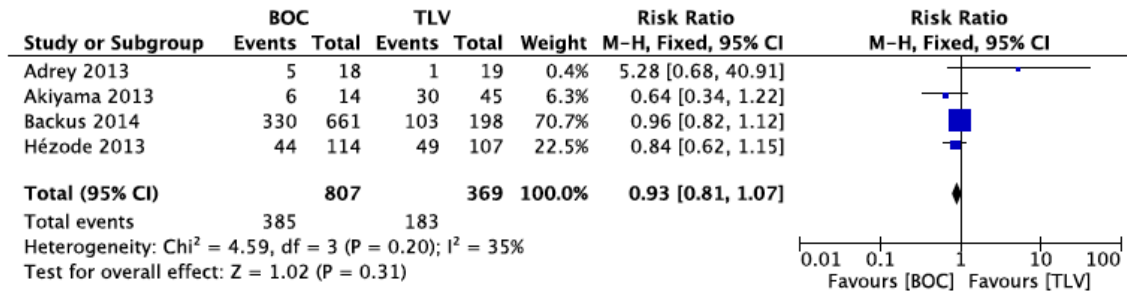 BOC TLV Risk Ratio Risk Ratio
Study or Subgroup Events Total Events Total Weight M-H, Fixed, 95% CI M-H, Fixed, 95% CI
Adrey 2013 5 18 1 19 0.4% 5.28 [0.68, 40.91]
Akiyama 2013 6 14 30 45 6.3% 0.64 [0.34, 1.22]
Backus 2014 330 661 103 198 70.7% 0.96 [0.82, 1.12]
Hézode 2013 44 114 49 107 22.5% 0.84 [0.62, 1.15]
Total (95% CI) 807 369 100.0% 0.93 [0.81, 1.07]
Total events 385 183
Heterogeneity: Chi² = 4.59, df = 3 (P = 0.20); I² = 35%
Test for overall effect: Z = 1.02 (P = 0.31)
0.01 0.1 1 10 100
Favours [BOC] Favours [TLV]